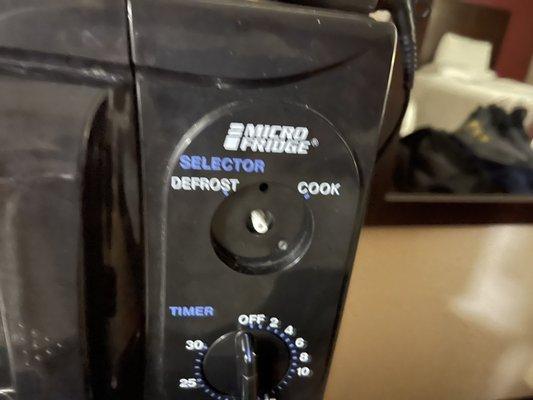 MICRO
FRIDGE®
SELECTOR
DEFROST COOK
TIMER
OFF 2 4 6 8 10
30
25